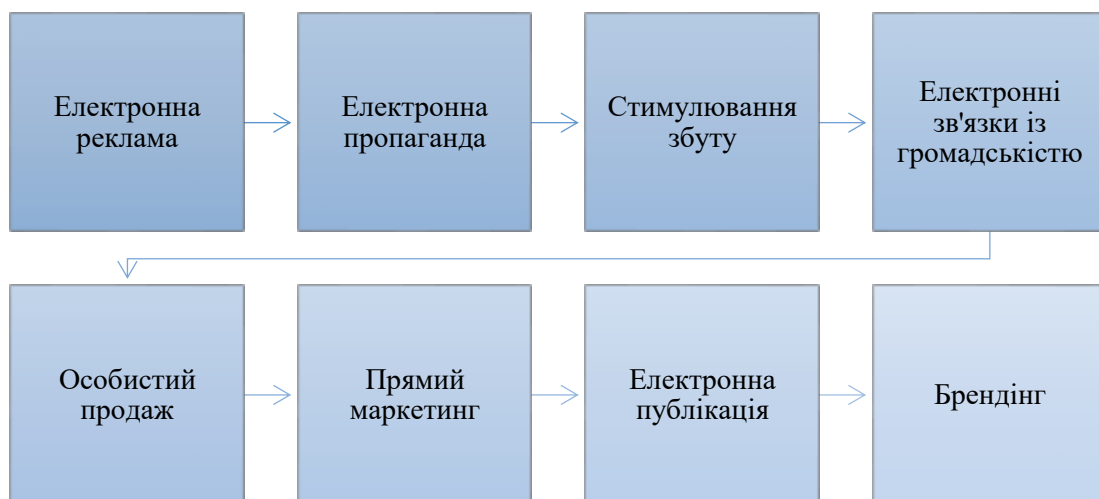 Електронна
реклама
Електронна
пропаганда
Стимулювання
збуту
Електронні
зв'язки із
громадськістю
Особистий
продаж
Прямий
маркетинг
Електронна
публікація
Брендінг